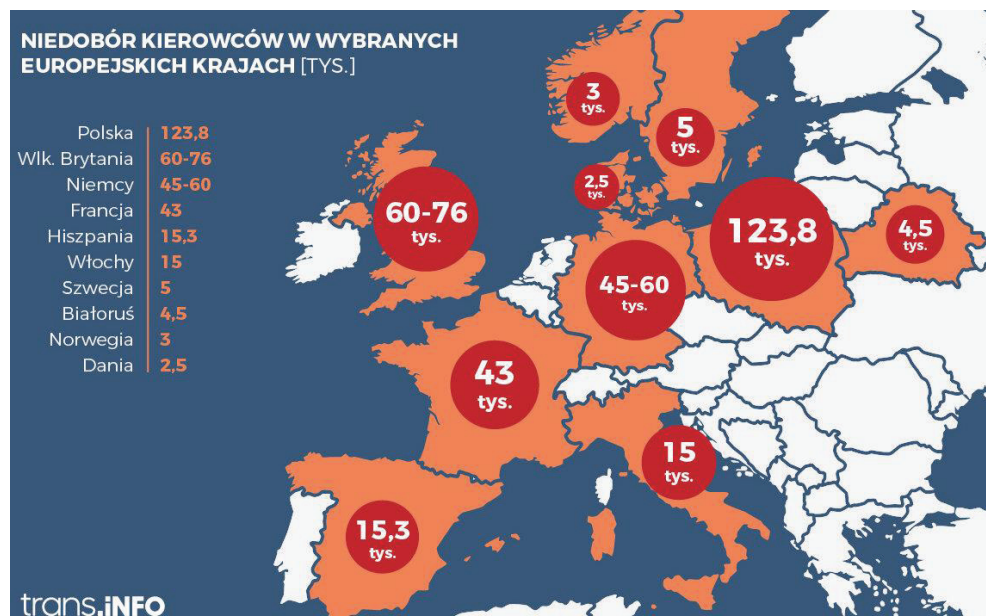 NIEDOBÓR KIEROWCÓW W WYBRANYCH
EUROPEJSKICH KRAJACH [TYS.]
Polska 123,8
Wlk. Brytania 60-76
Niemcy 45-60
Francja 43
Hiszpania 15,3
Włochy 15
Szwecja 5
Białoruś 4,5
Norwegia 3
Dania 2,5
3
tys.
5
tys.
2,5
tys.
60-76
tys.
123,8
tys.
4,5
tys.
45-60
tys.
43
tys.
15
tys.
15,3
tys.
trans.iNFO